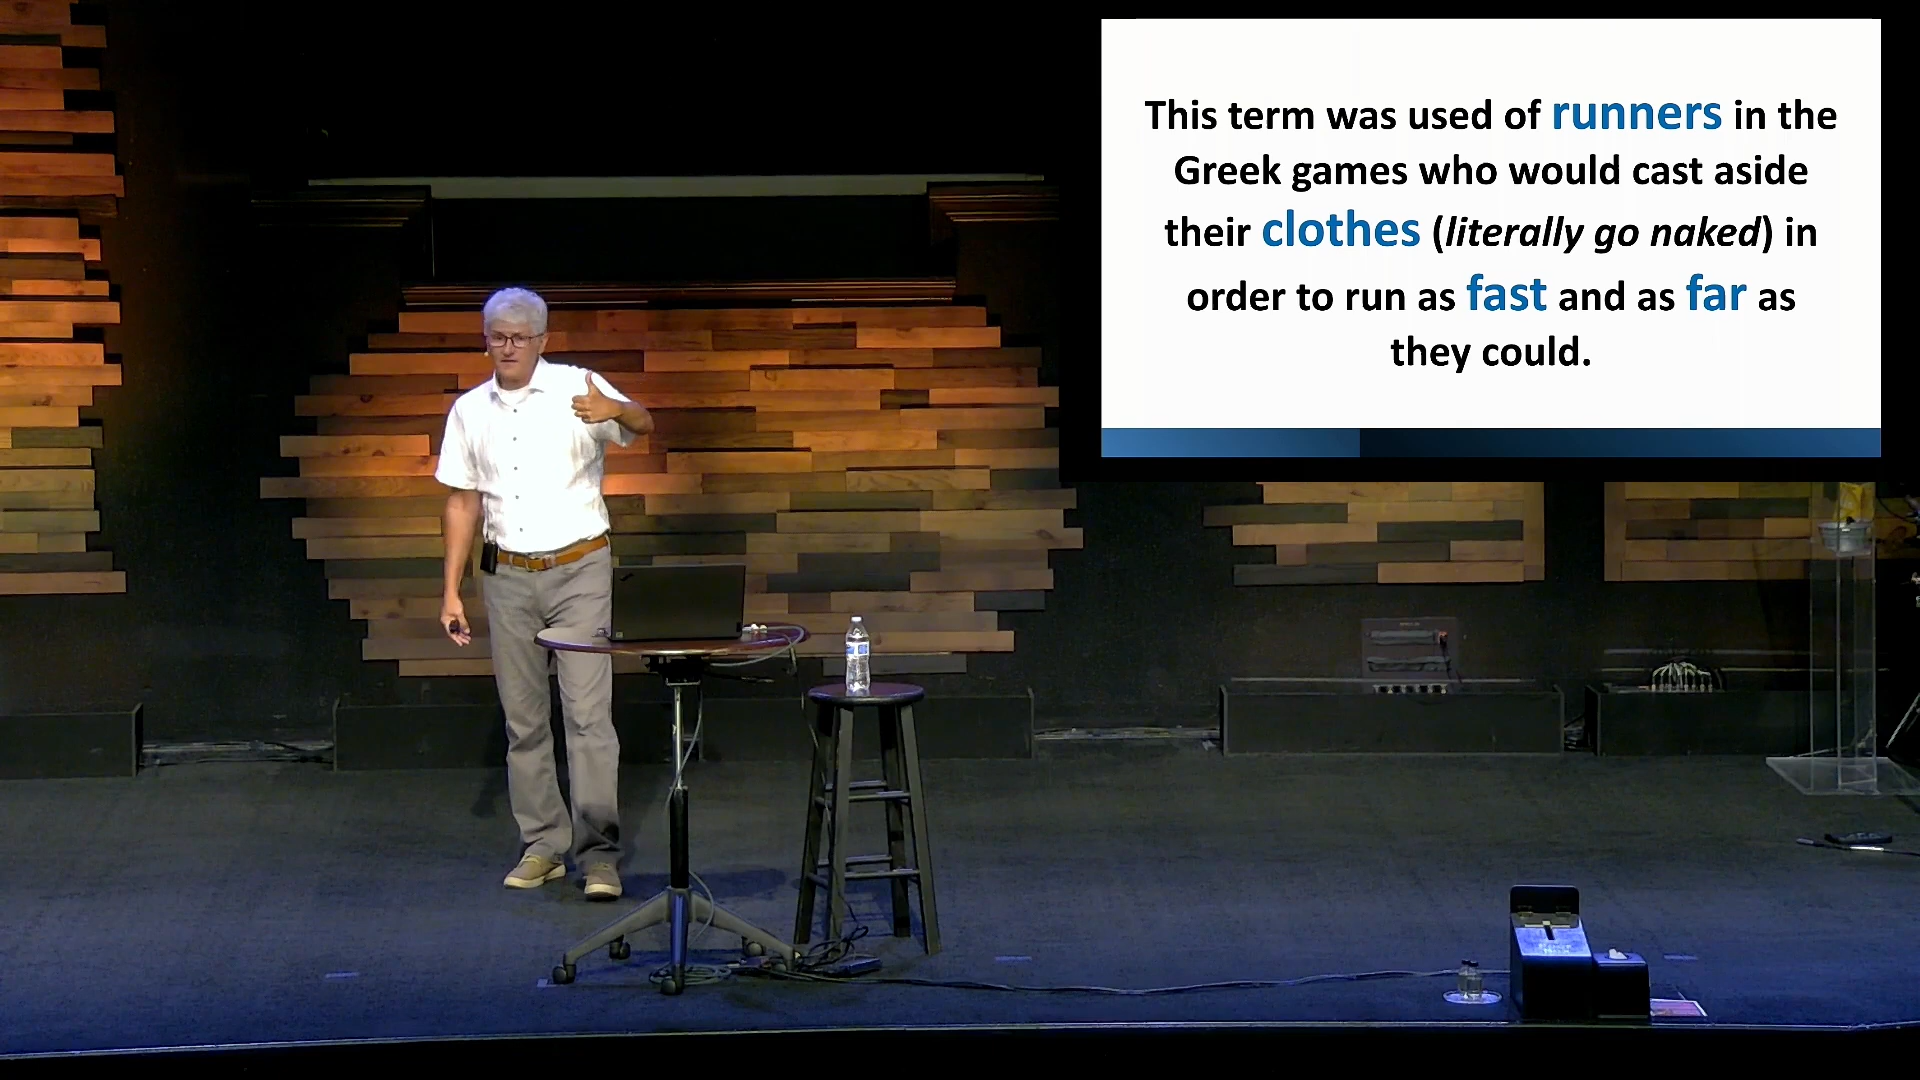 This term was used of runners in the
Greek games who would cast aside
their clothes (literally go naked) in
order to run as fast and as far as
they could.